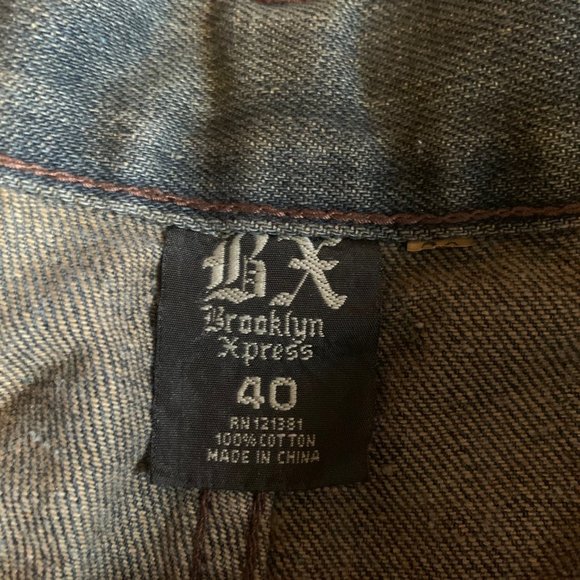 BX
Brooklyn
Xpress
40
RN 121381
100% COTTON
MADE IN CHINA